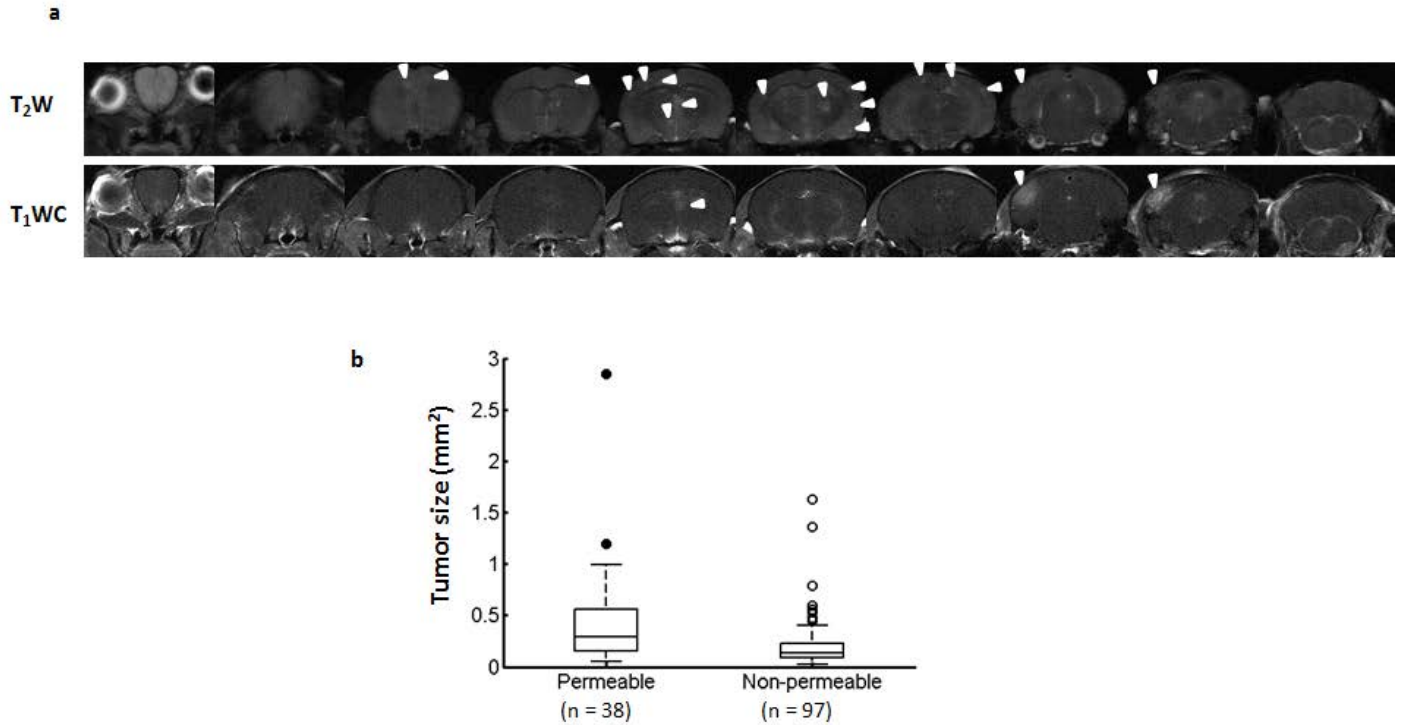 a
T₂W
T₁WC
b
Tumor size (mm²)
3
2.5
2
1.5
1
0.5
0
Permeable Non-permeable
(n = 38) (n = 97)